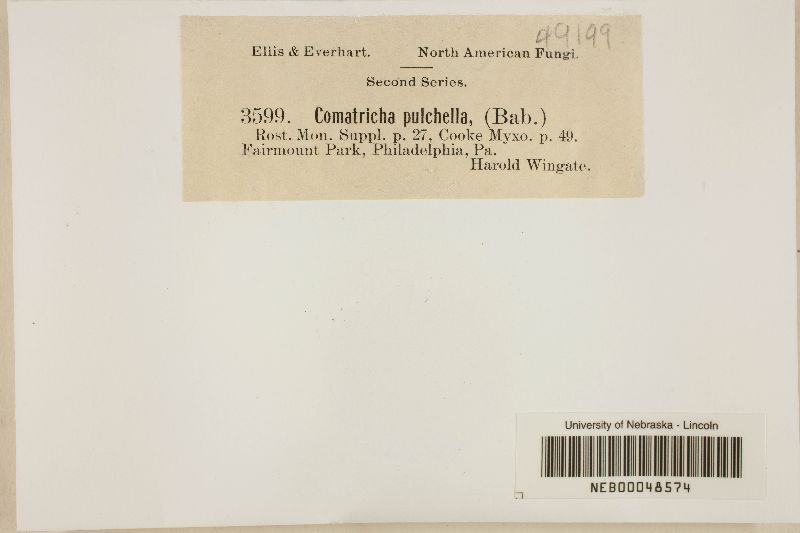 49199
Ellis & Everhart. North American Fungi.
Second Series.
3599. Comatricha pulchella, (Bab.)
Rost. Mon. Suppl. p. 27, Cooke Myxo. p. 49.
Fairmount Park, Philadelphia, Pa.
Harold Wingate.
University of Nebraska - Lincoln
NEB00048574